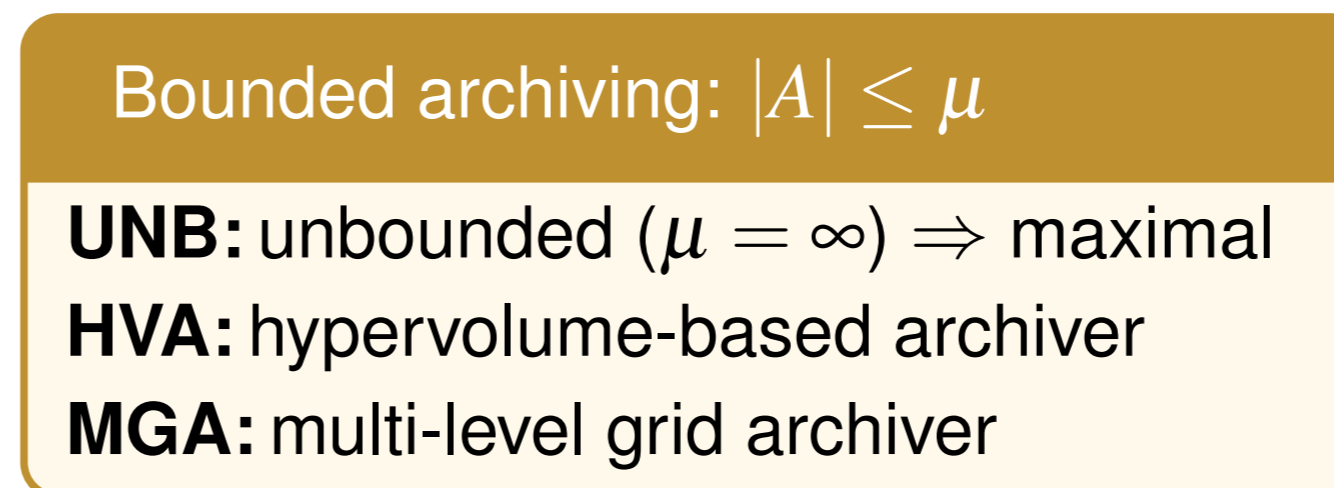 Bounded archiving: |A| ≤ μ
UNB: unbounded (μ = ∞) ⇒ maximal
HVA: hypervolume-based archiver
MGA: multi-level grid archiver